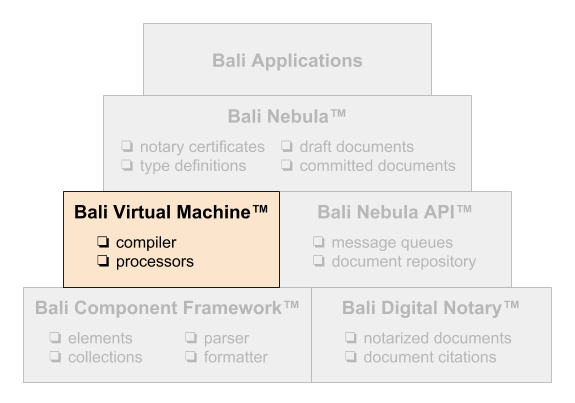 Bali Applications
Bali Nebula™
❏ notary certificates ❏ draft documents
❏ type definitions ❏ committed documents
Bali Virtual Machine™
❏ compiler
❏ processors
Bali Nebula API™
❏ message queues
❏ document repository
Bali Component Framework™
❏ elements ❏ parser
❏ collections ❏ formatter
Bali Digital Notary™
❏ notarized documents
❏ document citations